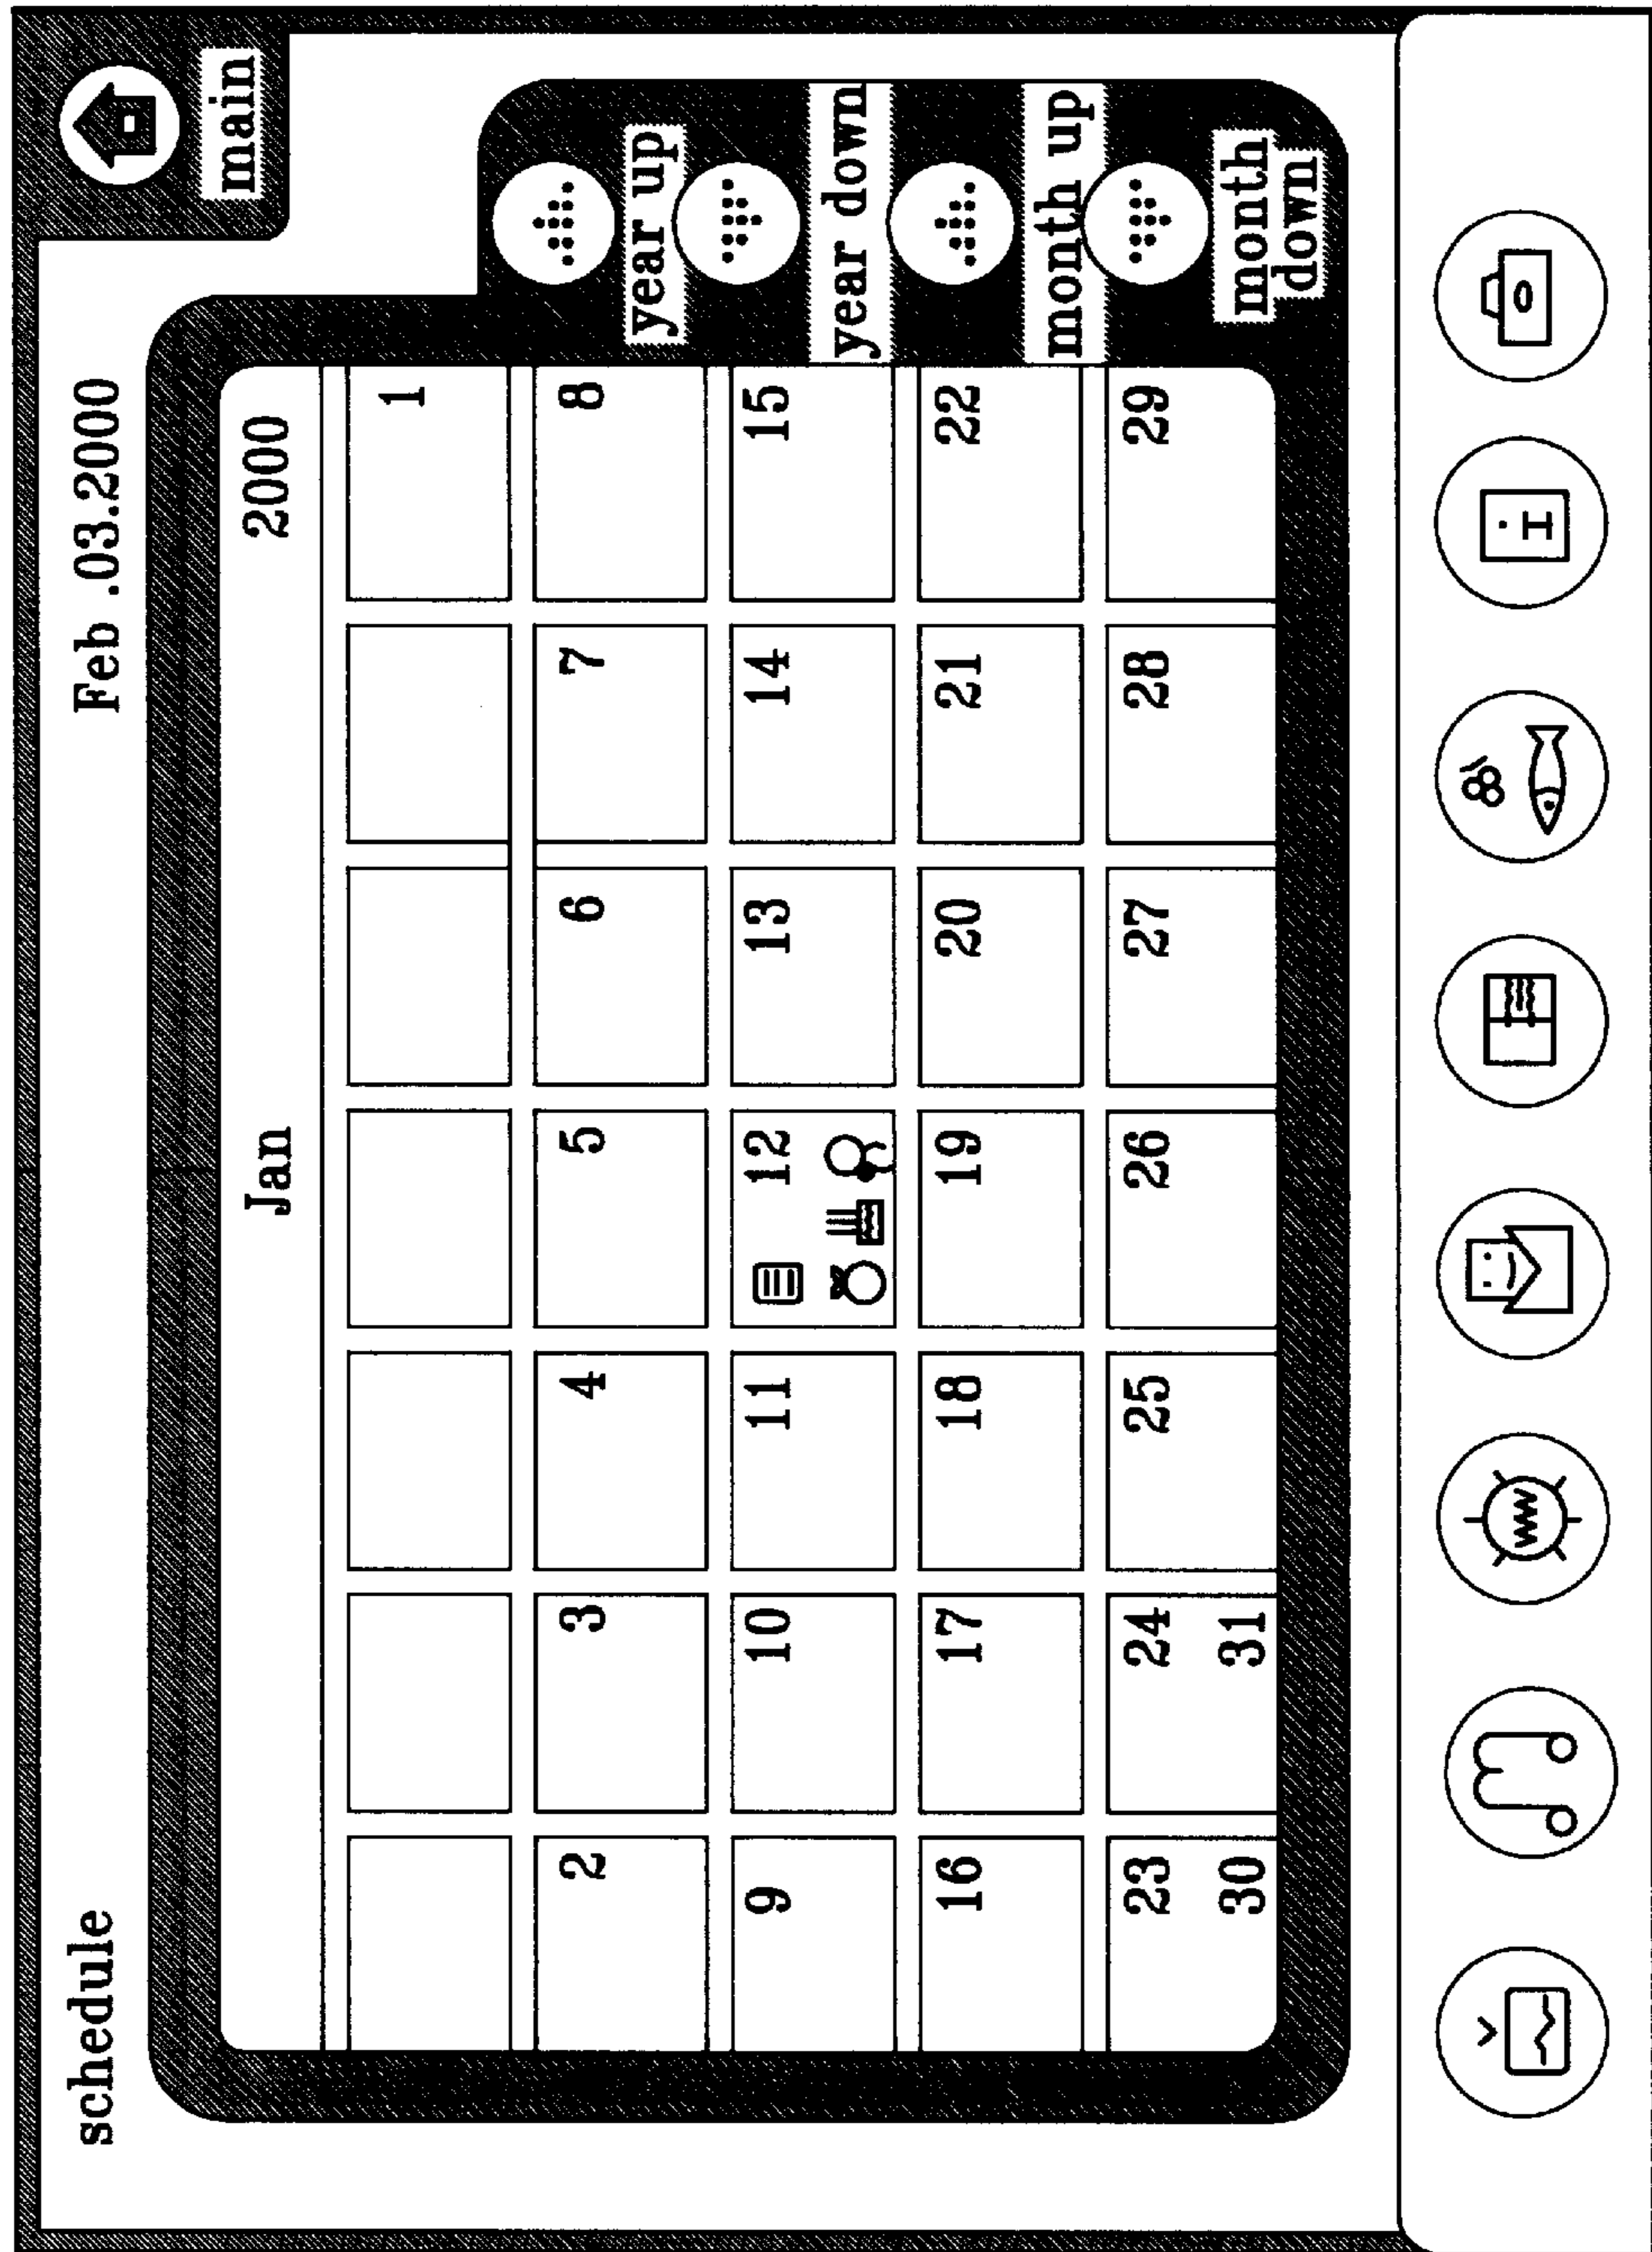 schedule Feb .03.2000
main
Jan 2000
1
2 3 4 5 6 7 8
9 10 11 12 13 14 15
16 17 18 19 20 21 22
23 24 25 26 27 28 29
30 31
year up
year down
month up
month
down